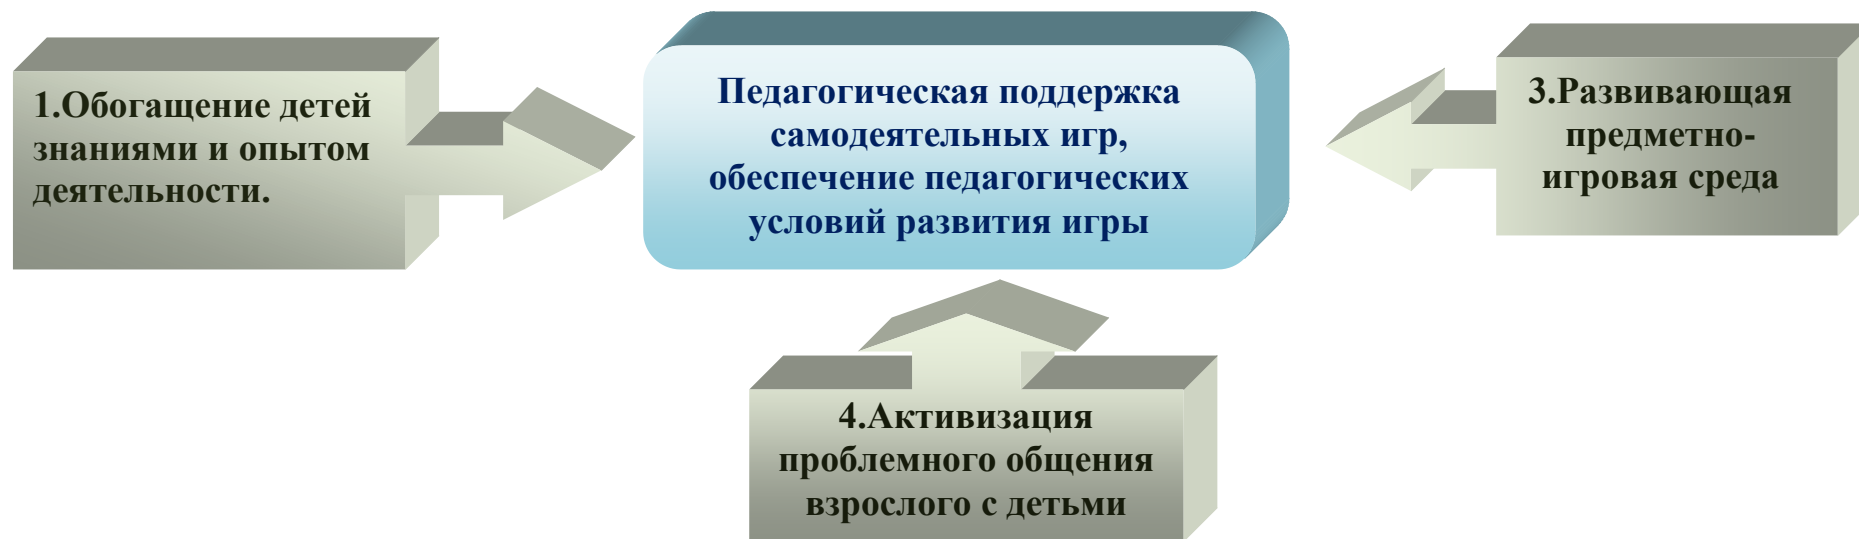 1.Обогащение детей
знаниями и опытом
деятельности.
Педагогическая поддержка
самодеятельных игр,
обеспечение педагогических
условий развития игры
3.Развивающая
предметно-
игровая среда
4.Активизация
проблемного общения
взрослого с детьми